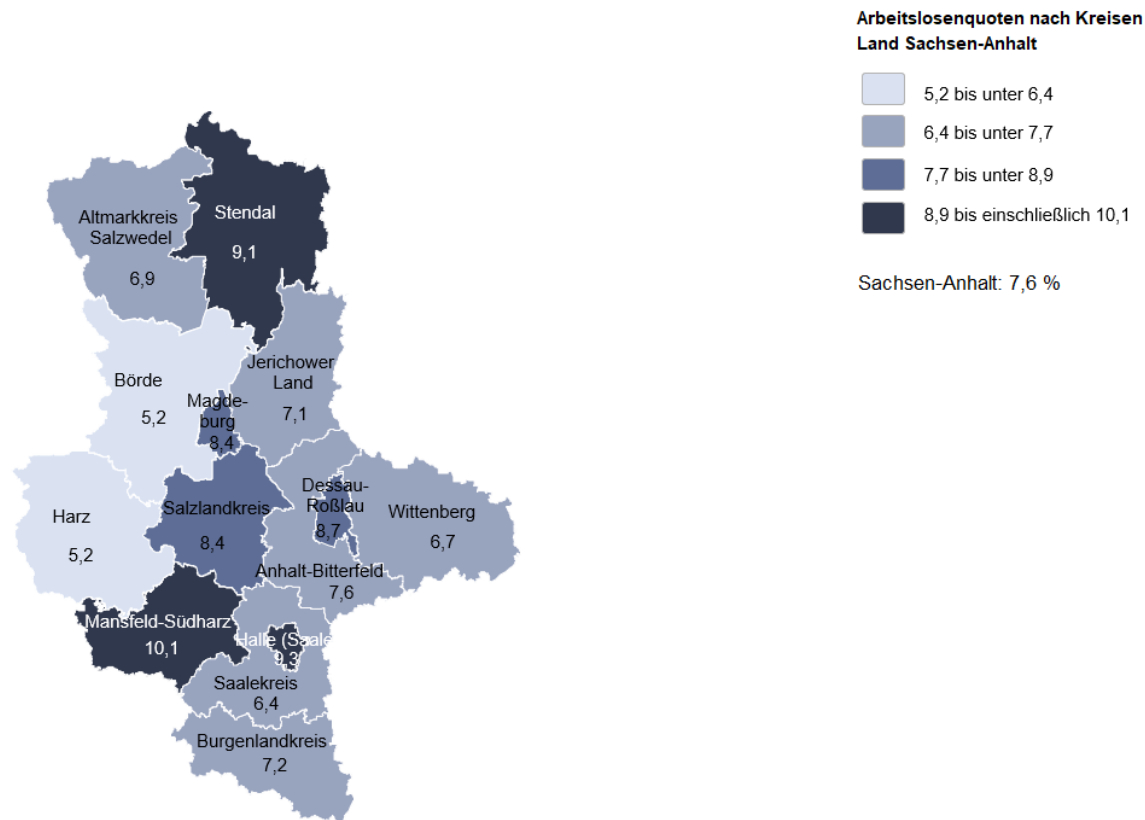 Arbeitslosenquoten nach Kreisen
Land Sachsen-Anhalt
5,2 bis unter 6,4
6,4 bis unter 7,7
7,7 bis unter 8,9
8,9 bis einschließlich 10,1
Sachsen-Anhalt: 7,6 %
Altmarkkreis
Salzwedel
6,9
Stendal
9,1
Börde
5,2
Magde-
burg
8,4
Jerichower
Land
7,1
Harz
5,2
Salzlandkreis
8,4
Dessau-
Roßlau
8,7
Wittenberg
6,7
Anhalt-Bitterfeld
7,6
Mansfeld-Südharz
10,1
Halle (Saale
9,3
Saalekreis
6,4
Burgenlandkreis
7,2